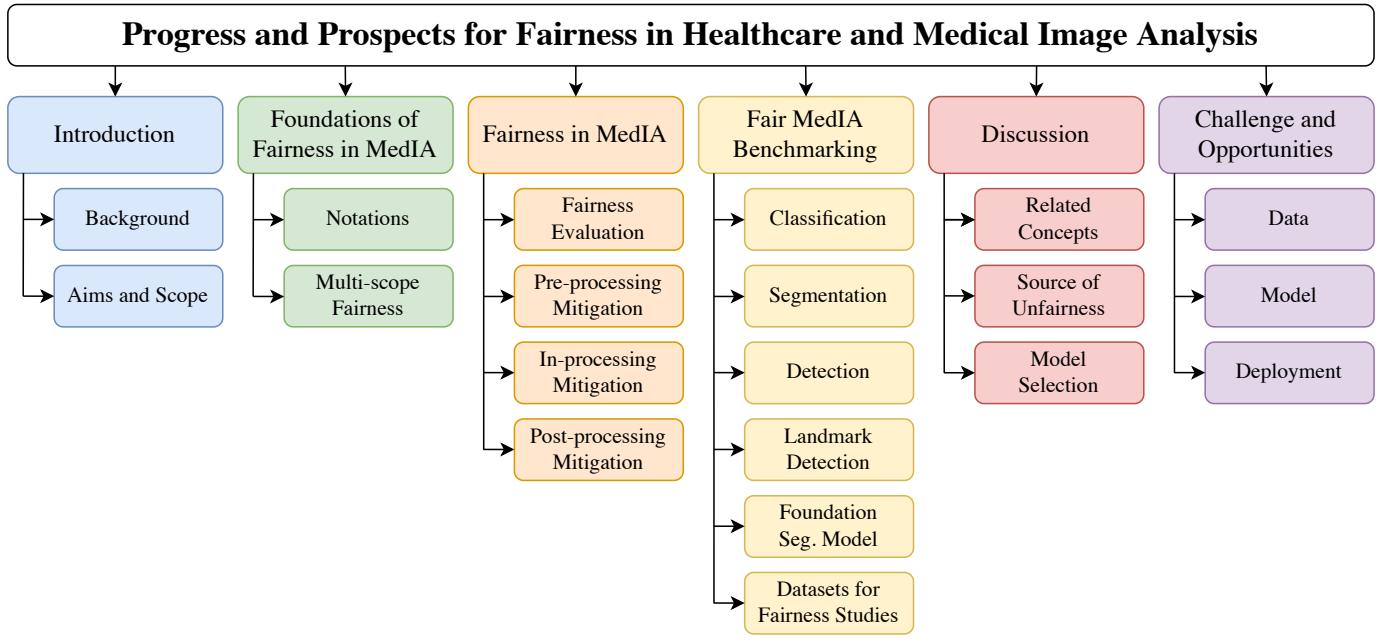 Progress and Prospects for Fairness in Healthcare and Medical Image Analysis
Introduction
Background
Aims and Scope
Foundations of
Fairness in MedIA
Notations
Multi-scope
Fairness
Fairness in MedIA
Fairness
Evaluation
Pre-processing
Mitigation
In-processing
Mitigation
Post-processing
Mitigation
Fair MedIA
Benchmarking
Classification
Segmentation
Detection
Landmark
Detection
Foundation
Seg. Model
Datasets for
Fairness Studies
Discussion
Related
Concepts
Source of
Unfairness
Model
Selection
Challenge and
Opportunities
Data
Model
Deployment